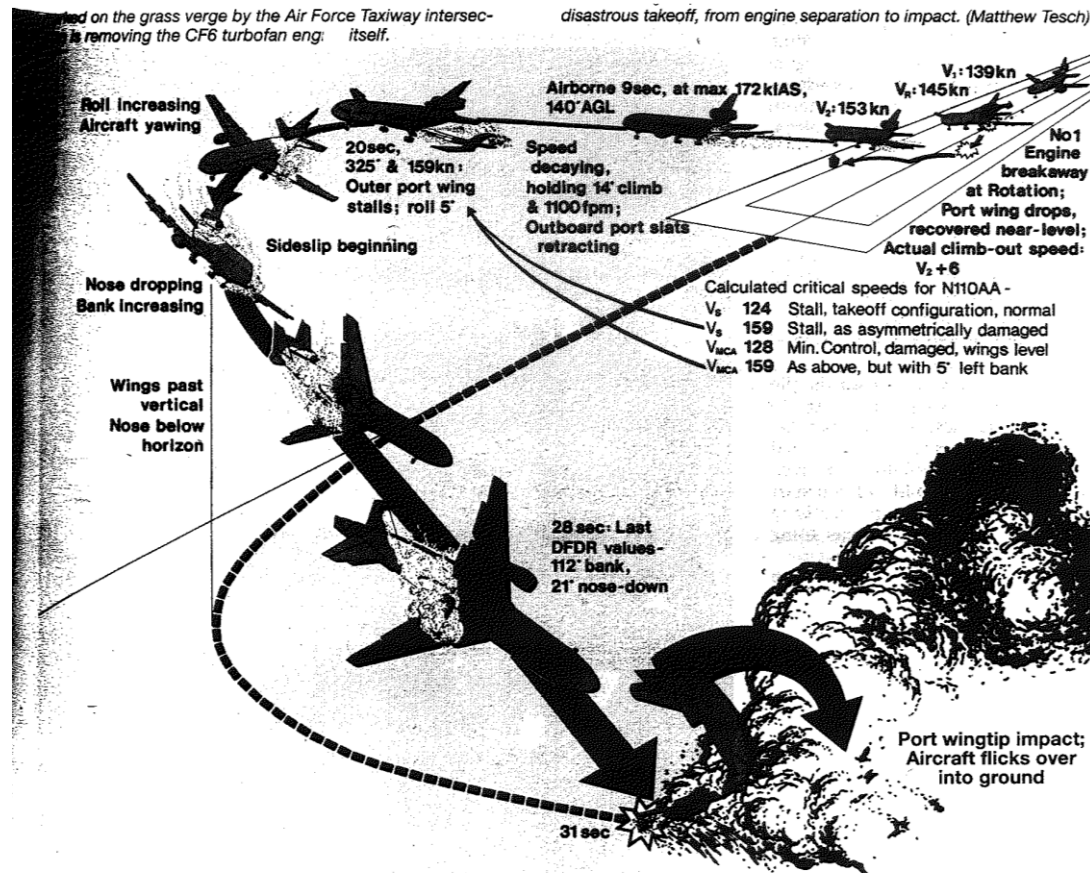 on the grass verge by the Air Force Taxiway intersec-
is removing the CF6 turbofan eng itself.
disastrous takeoff, from engine separation to impact. (Matthew Tesch)
Roll increasing
Aircraft yawing
Airborne 9sec, at max 172kIAS,
140'AGL
V₁:139kn
Vʀ:145kn
V₂:153kn
20sec,
325' & 159kn:
Outer port wing
stalls; roll 5°
Speed
decaying,
holding 14° climb
& 1100fpm;
Outboard port slats
retracting
No1
Engine
breakaway
at Rotation;
Port wing drops,
recovered near-level;
Actual climb-out speed:
V₂+6
Sideslip beginning
Nose dropping
Bank increasing
Calculated critical speeds for N110AA-
Vs 124 Stall, takeoff configuration, normal
Vs 159 Stall, as asymmetrically damaged
VMCA 128 Min.Control, damaged, wings level
VMCA 159 As above, but with 5° left bank
Wings past
vertical
Nose below
horizon
28sec: Last
DFDR values-
112° bank,
21° nose-down
Port wingtip impact;
Aircraft flicks over
into ground
31sec